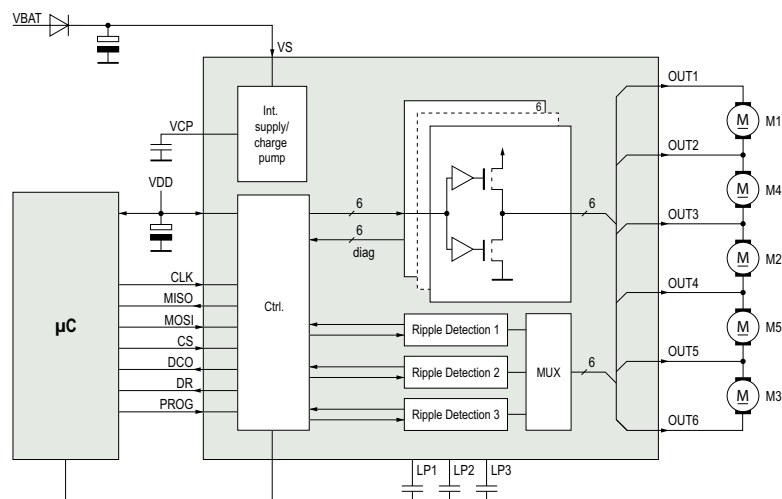 VBAT
VS
OUT1
Int.
supply/
charge
pump
6
M
M1
VCP
OUT2
VDD
M
M4
6
6
OUT3
6
diag
M
M2
CLK
OUT4
MISO
Ctrl.
µC
MOSI
Ripple Detection 1
M
M5
CS
6
OUT5
DCO
Ripple Detection 2
MUX
DR
M
M3
PROG
Ripple Detection 3
OUT6
LP1
LP2
LP3